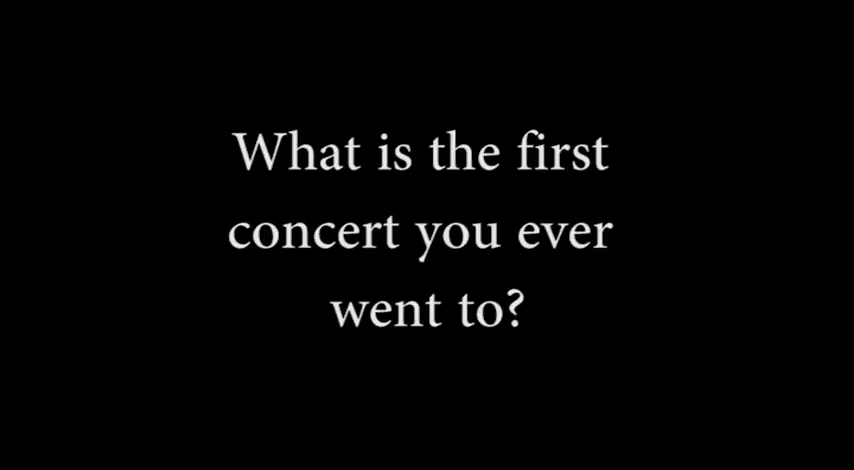 What is the first
concert you ever
went to?